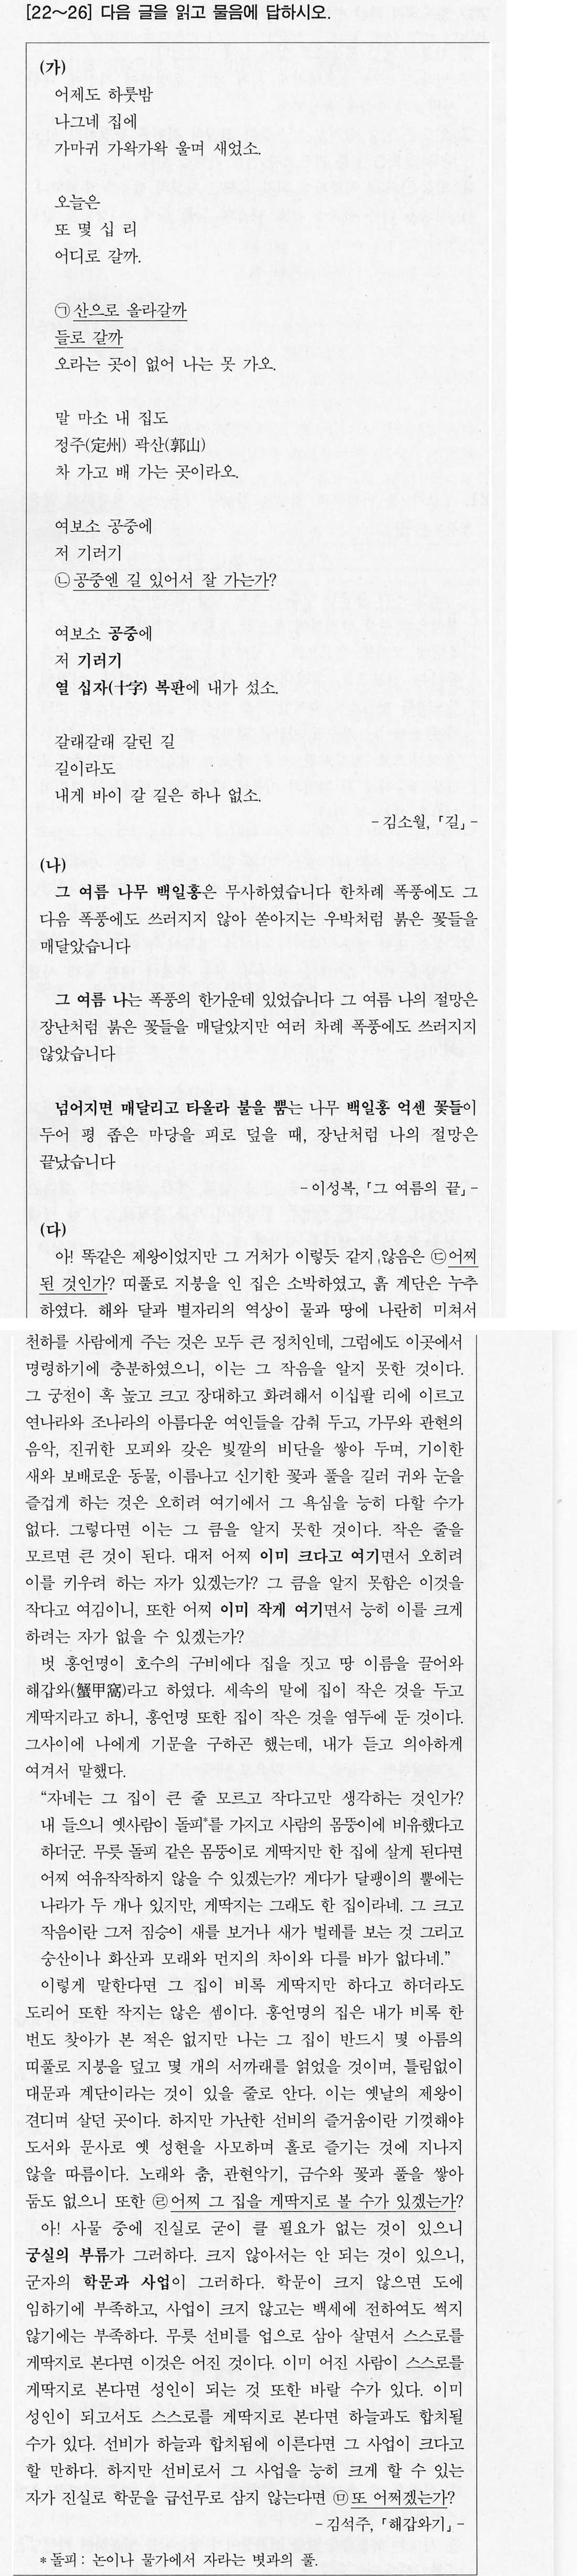 [22～26] 다음 글을 읽고 물음에 답하시오.
(가)
어제도 하룻밤
나그네 집에
가마귀 가왁가왁 울며 새었소.
오늘은
또 몇 십 리
어디로 갈까.
㉠산으로 올라갈까
들로 갈까
오라는 곳이 없어 나는 못 가오.
말 마소 내 집도
정주(定州) 곽산(郭山)
차 가고 배 가는 곳이라오.
여보소 공중에
저 기러기
㉡공중엔 길 있어서 잘 가는가?
여보소 공중에
저 기러기
열 십자(十字) 복판에 내가 섰소.
갈래갈래 갈린 길
길이라도
내게 바이 갈 길은 하나 없소.
- 김소월, 「길」 -
(나)
그 여름 나무 백일홍은 무사하였습니다 한차례 폭풍에도 그
다음 폭풍에도 쓰러지지 않아 쏟아지는 우박처럼 붉은 꽃들을
매달았습니다
그 여름 나는 폭풍의 한가운데 있었습니다 그 여름 나의 절망은
장난처럼 붉은 꽃들을 매달았지만 여러 차례 폭풍에도 쓰러지지
않았습니다
넘어지면 매달리고 타올라 불을 뿜는 나무 백일홍 억센 꽃들이
두어 평 좁은 마당을 피로 덮을 때, 장난처럼 나의 절망은
끝났습니다
- 이성복, 「그 여름의 끝」 -
(다)
아! 똑같은 제왕이었지만 그 거처가 이렇듯 같지 않음은 ㉢어찌
된 것인가? 띠풀로 지붕을 인 집은 소박하였고, 흙 계단은 누추
하였다. 해와 달과 별자리의 역상이 물과 땅에 나란히 미쳐서
천하를 사람에게 주는 것은 모두 큰 정치인데, 그럼에도 이곳에서
명령하기에 충분하였으니, 이는 그 작음을 알지 못한 것이다.
그 궁전이 혹 높고 크고 장대하고 화려해서 이십팔 리에 이르고
연나라와 조나라의 아름다운 여인들을 감춰 두고, 가무와 관현의
음악, 진귀한 모피와 갖은 빛깔의 비단을 쌓아 두며, 기이한
새와 보배로운 동물, 이름나고 신기한 꽃과 풀을 길러 귀와 눈을
즐겁게 하는 것은 오히려 여기에서 그 욕심을 능히 다할 수가
없다. 그렇다면 이는 그 큼을 알지 못한 것이다. 작은 줄을
모르면 큰 것이 된다. 대저 어찌 이미 크다고 여기면서 오히려
이를 키우려 하는 자가 있겠는가? 그 큼을 알지 못함은 이것을
작다고 여김이니, 또한 어찌 이미 작게 여기면서 능히 이를 크게
하려는 자가 없을 수 있겠는가?
벗 홍언명이 호수의 구비에다 집을 짓고 땅 이름을 끌어와
해갑와(蟹甲窩)라고 하였다. 세속의 말에 집이 작은 것을 두고
게딱지라고 하니, 홍언명 또한 집이 작은 것을 염두에 둔 것이다.
그사이에 나에게 기문을 구하곤 했는데, 내가 듣고 의아하게
여겨서 말했다.
“자네는 그 집이 큰 줄 모르고 작다고만 생각하는 것인가?
내 들으니 옛사람이 돌피*를 가지고 사람의 몸뚱이에 비유했다고
하더군. 무릇 돌피 같은 몸뚱이로 게딱지만 한 집에 살게 된다면
어찌 여유작작하지 않을 수 있겠는가? 게다가 달팽이의 뿔에는
나라가 두 개나 있지만, 게딱지는 그래도 한 집이라네. 그 크고
작음이란 그저 짐승이 새를 보거나 새가 벌레를 보는 것 그리고
숭산이나 화산과 모래와 먼지의 차이와 다를 바가 없다네.”
이렇게 말한다면 그 집이 비록 게딱지만 하다고 하더라도
도리어 또한 작지는 않은 셈이다. 홍언명의 집은 내가 비록 한
번도 찾아가 본 적은 없지만 나는 그 집이 반드시 몇 아름의
띠풀로 지붕을 덮고 몇 개의 서까래를 얽었을 것이며, 틀림없이
대문과 계단이라는 것이 있을 줄로 안다. 이는 옛날의 제왕이
견디며 살던 곳이다. 하지만 가난한 선비의 즐거움이란 기껏해야
도서와 문사로 옛 성현을 사모하며 홀로 즐기는 것에 지나지
않을 따름이다. 노래와 춤, 관현악기, 금수와 꽃과 풀을 쌓아
둠도 없으니 또한 ㉣어찌 그 집을 게딱지로 볼 수가 있겠는가?
아! 사물 중에 진실로 굳이 클 필요가 없는 것이 있으니
궁실의 부류가 그러하다. 크지 않아서는 안 되는 것이 있으니,
군자의 학문과 사업이 그러하다. 학문이 크지 않으면 도에
임하기에 부족하고, 사업이 크지 않고는 백세에 전하여도 썩지
않기에는 부족하다. 무릇 선비를 업으로 삼아 살면서 스스로를
게딱지로 본다면 이것은 어진 것이다. 이미 어진 사람이 스스로를
게딱지로 본다면 성인이 되는 것 또한 바랄 수가 있다. 이미
성인이 되고서도 스스로를 게딱지로 본다면 하늘과도 합치될
수가 있다. 선비가 하늘과 합치됨에 이른다면 그 사업이 크다고
할 만하다. 하지만 선비로서 그 사업을 능히 크게 할 수 있는
자가 진실로 학문을 급선무로 삼지 않는다면 ㉤또 어쩌겠는가?
- 김석주, 「해갑와기」 -
* 돌피 : 논이나 물가에서 자라는 볏과의 풀.